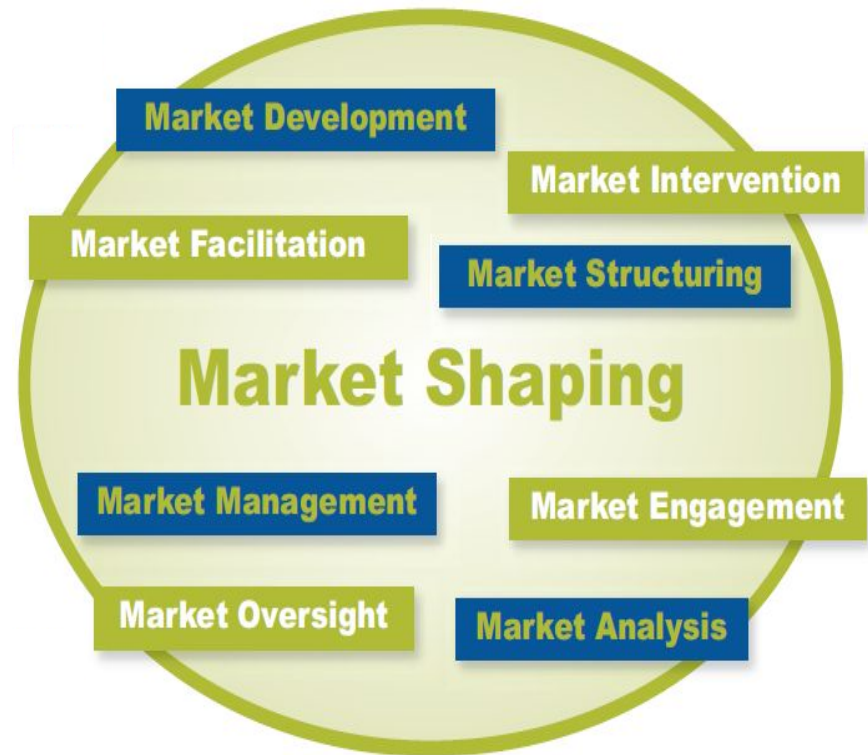 Market Development
Market Intervention
Market Facilitation
Market Structuring
Market Shaping
Market Management
Market Engagement
Market Oversight
Market Analysis